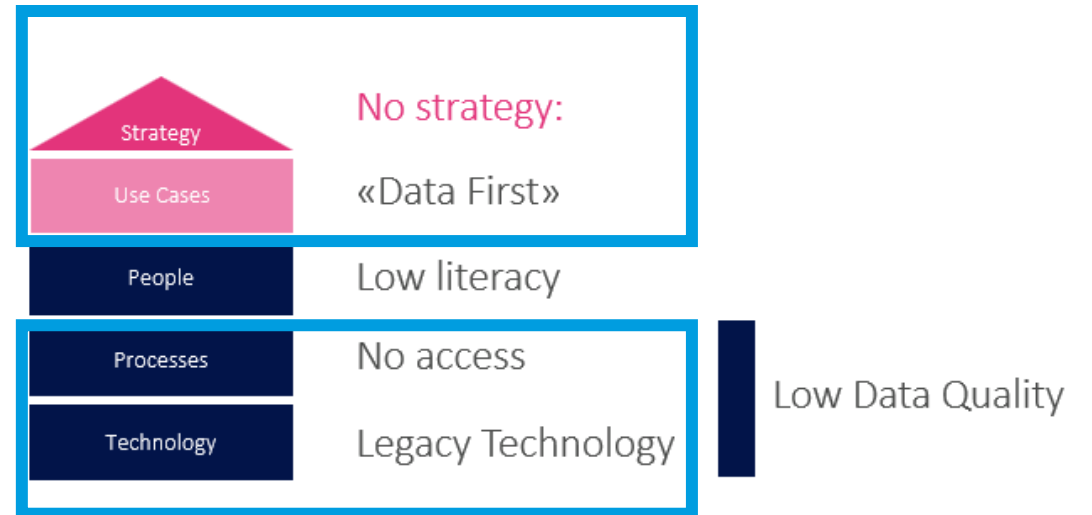 Strategy
No strategy:
Use Cases
«Data First»
People
Low literacy
Processes
No access
Technology
Legacy Technology
Low Data Quality